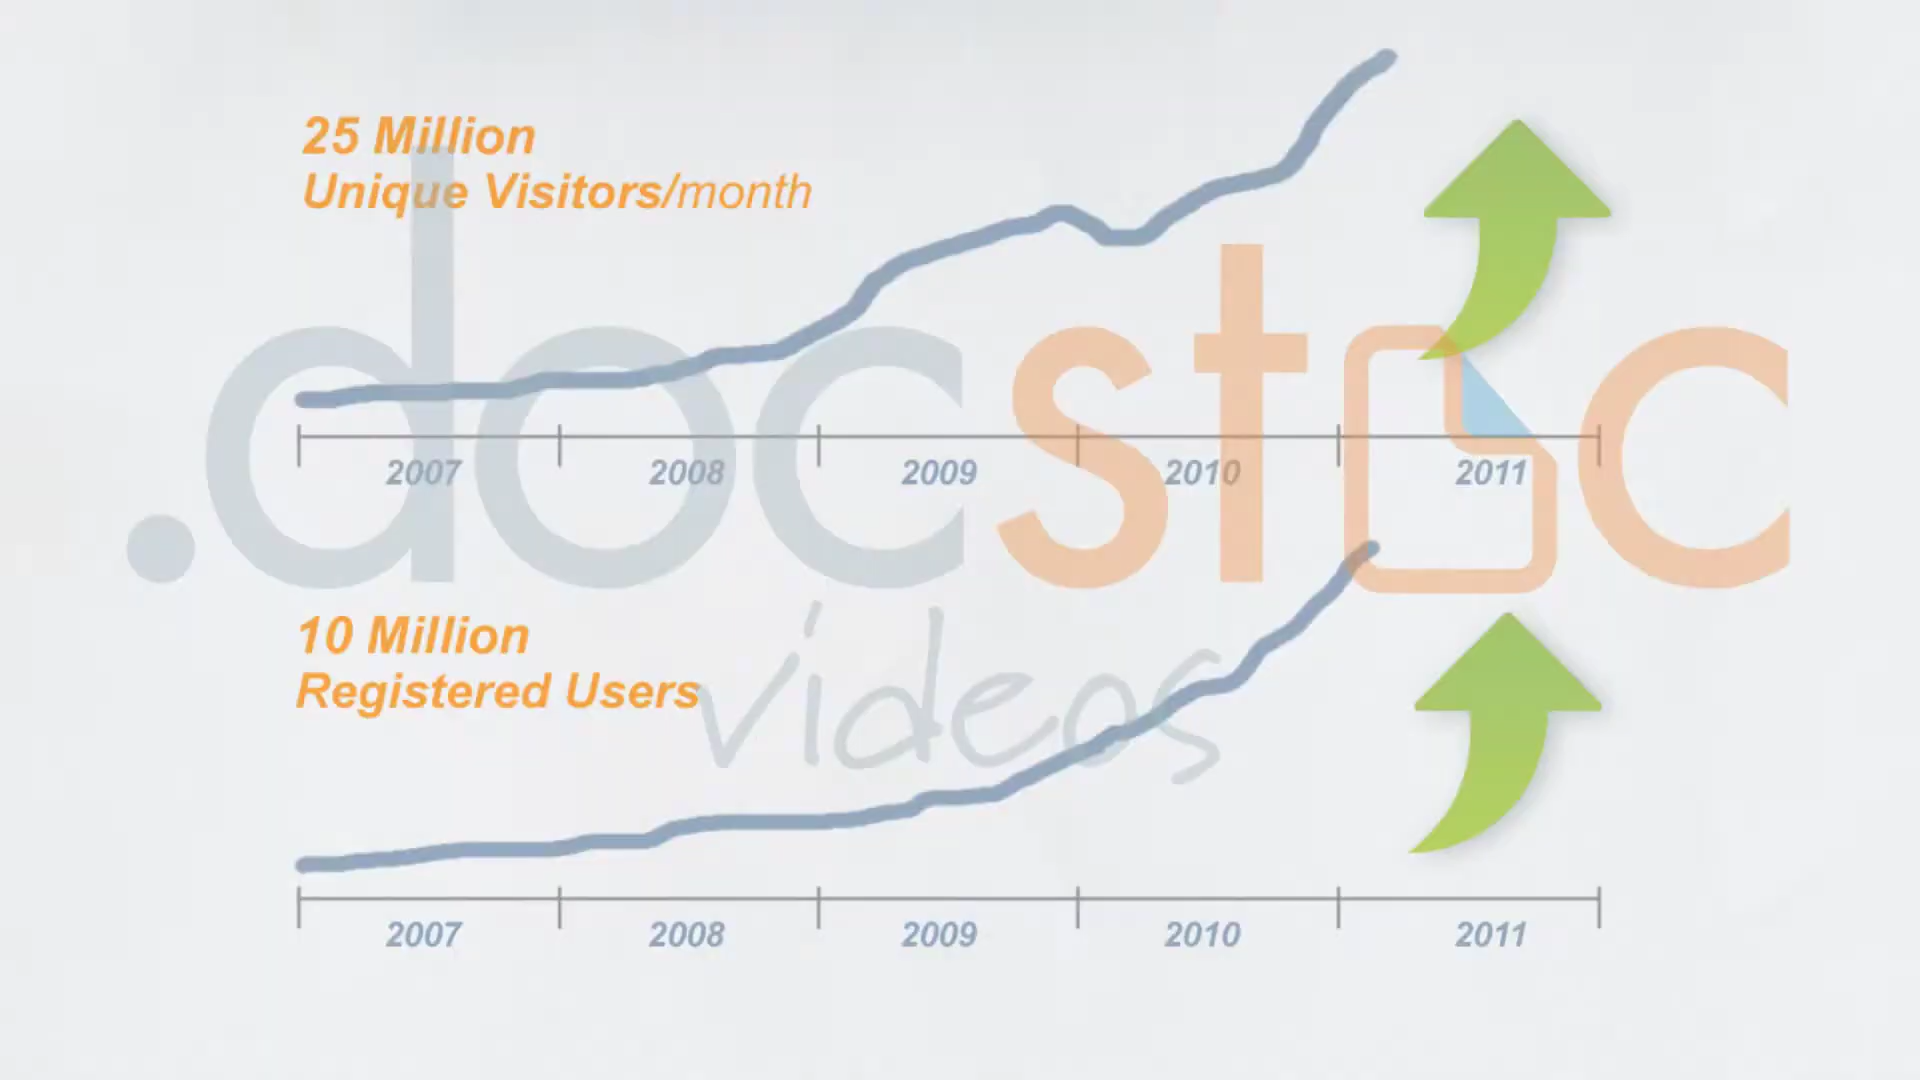 25 Million
Unique Visitors/month
2007 2008 2009 2010 2011
.docstoc
videos
10 Million
Registered Users
2007 2008 2009 2010 2011